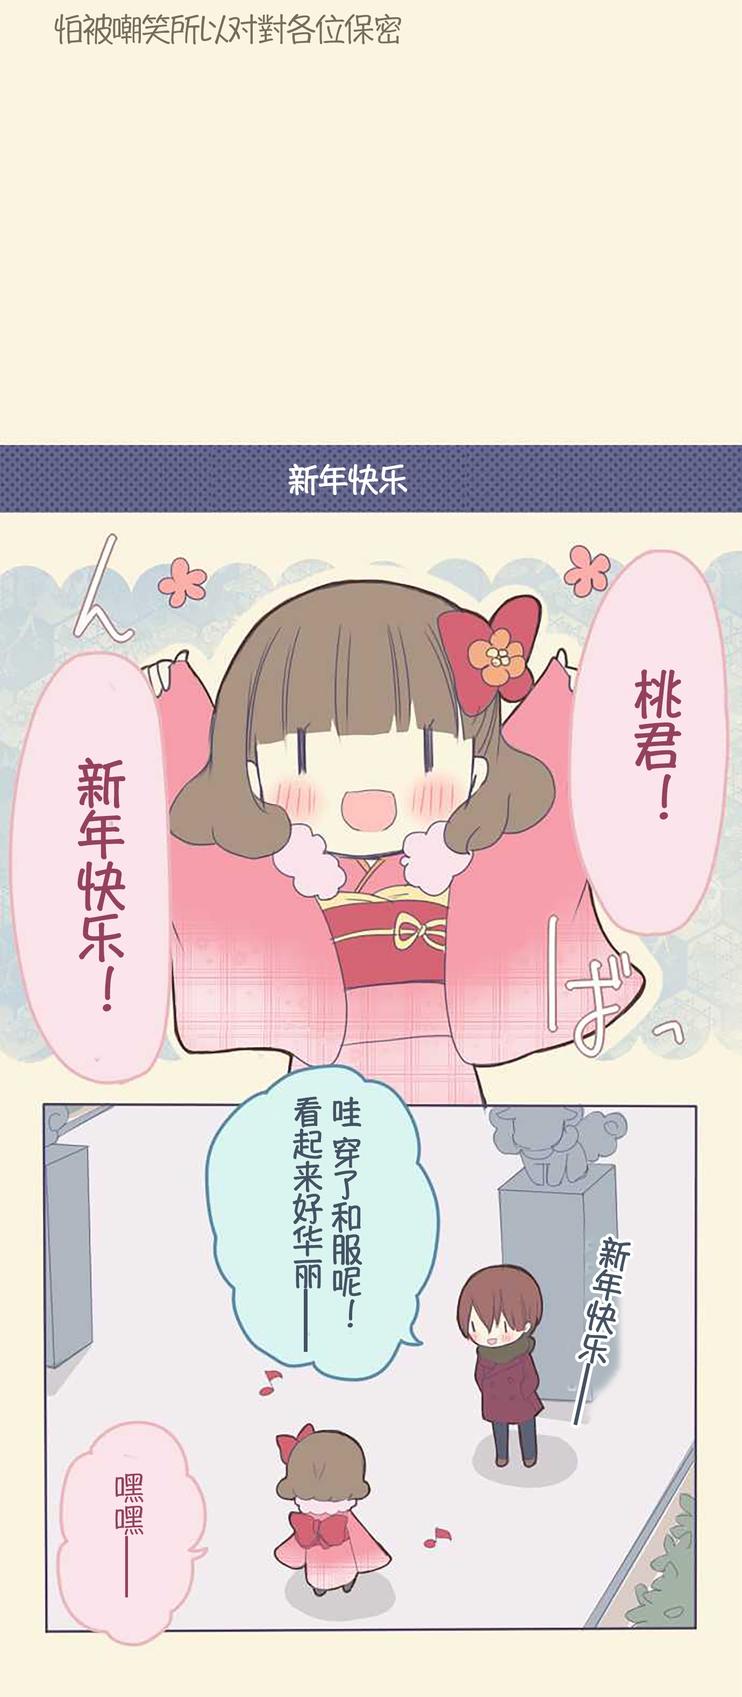 怕被嘲笑所以对對各位保密
新年快乐
桃君！
新年快乐！
ん
ばっ
哇 穿了和服呢！
看起来好华丽——
新年快乐——
嘿嘿——